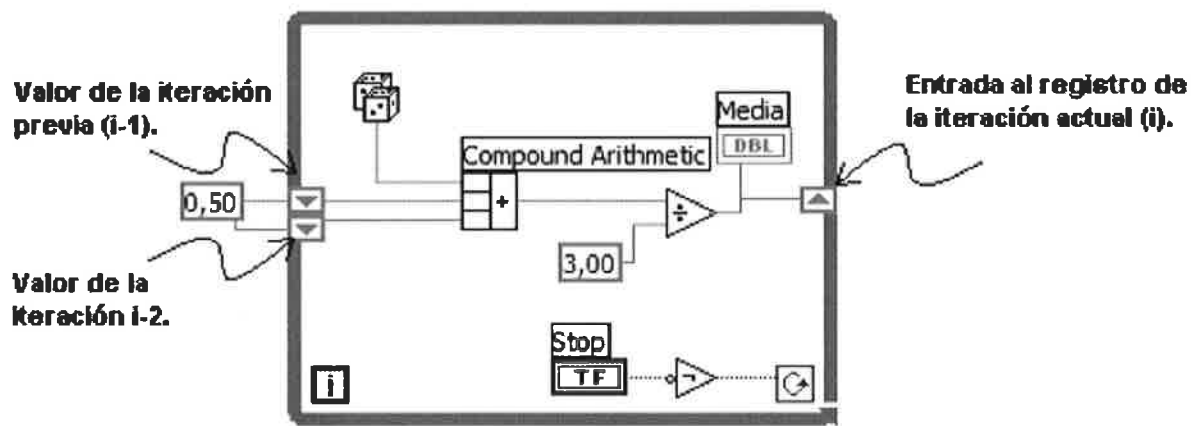 Valor de la iteración
previa (i-1).
Entrada al registro de
la iteración actual (i).
Media
DBL
Compound Arithmetic
0,50
+
÷
3,00
Valor de la
iteración i-2.
Stop
TF
i